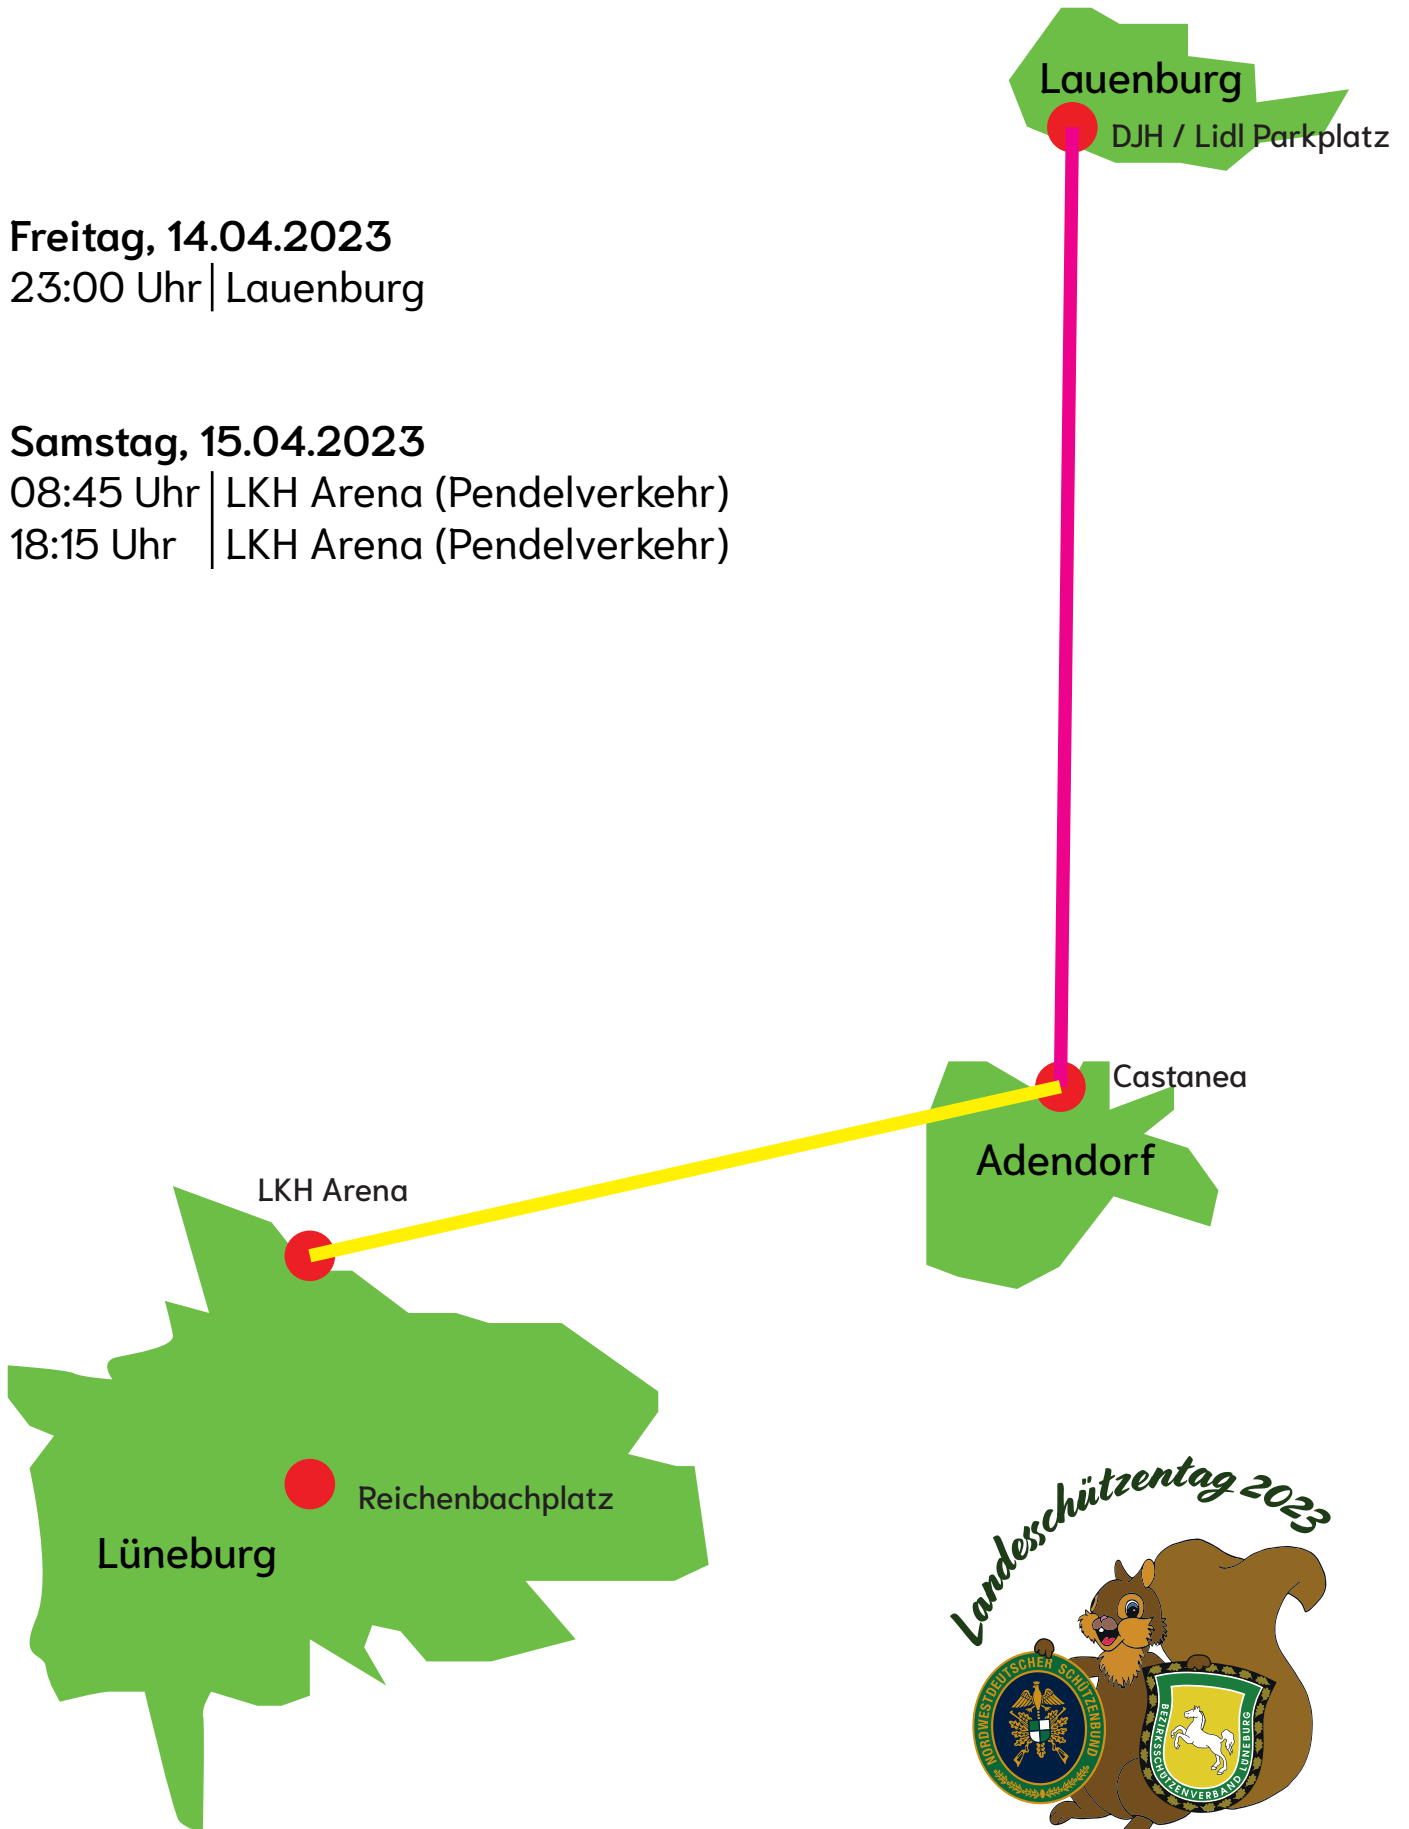 Lauenburg
DJH / Lidl Parkplatz
Freitag, 14.04.2023
23:00 Uhr | Lauenburg
Samstag, 15.04.2023
08:45 Uhr | LKH Arena (Pendelverkehr)
18:15 Uhr | LKH Arena (Pendelverkehr)
Castanea
Adendorf
LKH Arena
Reichenbachplatz
Lüneburg
Landesschützentag 2023
NORDWESTDEUTSCHER SCHÜTZENBUND
BEZIRKSSCHÜTZENVERBAND LÜNEBURG